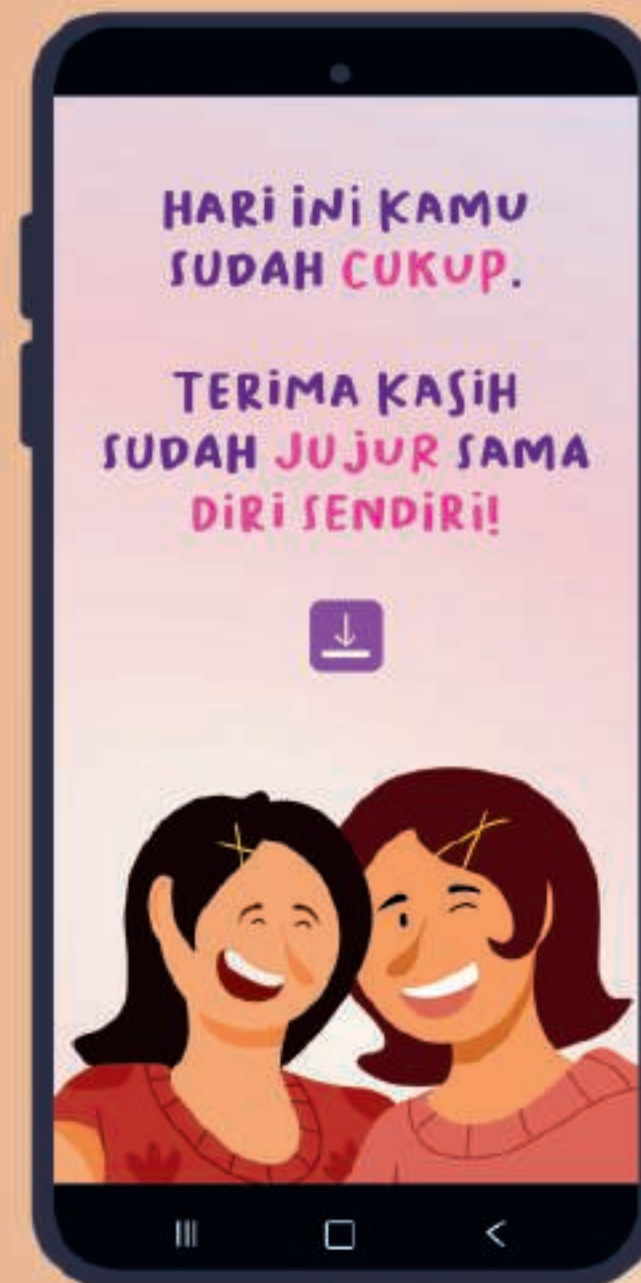 HARI INI KAMU
SUDAH CUKUP.
TERIMA KASIH
SUDAH JUJUR SAMA
DIRI SENDIRI!